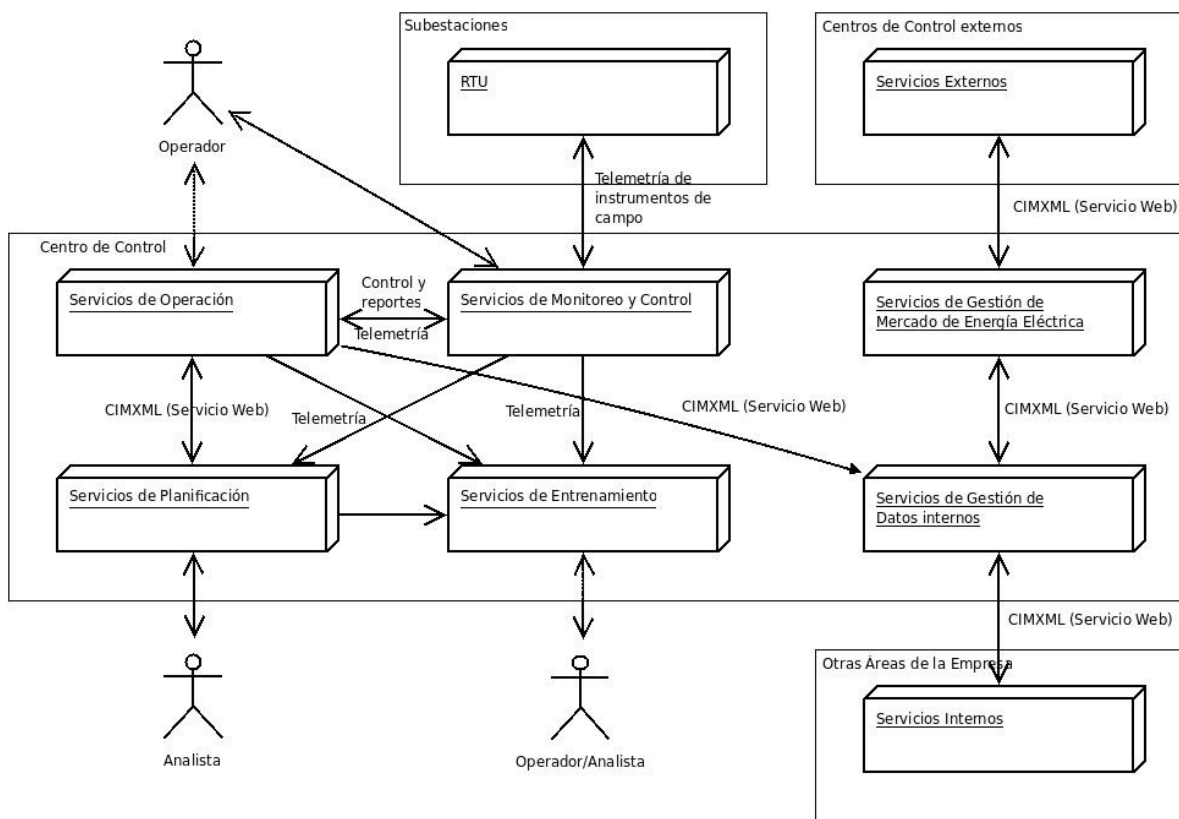 Subestaciones
Centros de Control externos
RTU
Servicios Externos
Operador
Telemetría de
instrumentos de
campo
CIMXML (Servicio Web)
Centro de Control
Servicios de Operación
Control y
reportes
Telemetría
Servicios de Monitoreo y Control
Servicios de Gestión de
Mercado de Energía Eléctrica
CIMXML (Servicio Web)
Telemetría
Telemetría
CIMXML (Servicio Web)
CIMXML (Servicio Web)
Servicios de Planificación
Servicios de Entrenamiento
Servicios de Gestión de
Datos internos
CIMXML (Servicio Web)
Otras Áreas de la Empresa
Servicios Internos
Analista
Operador/Analista